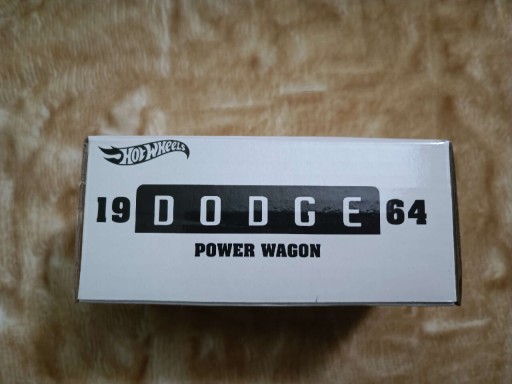 Hot Wheels
19 DODGE 64
POWER WAGON